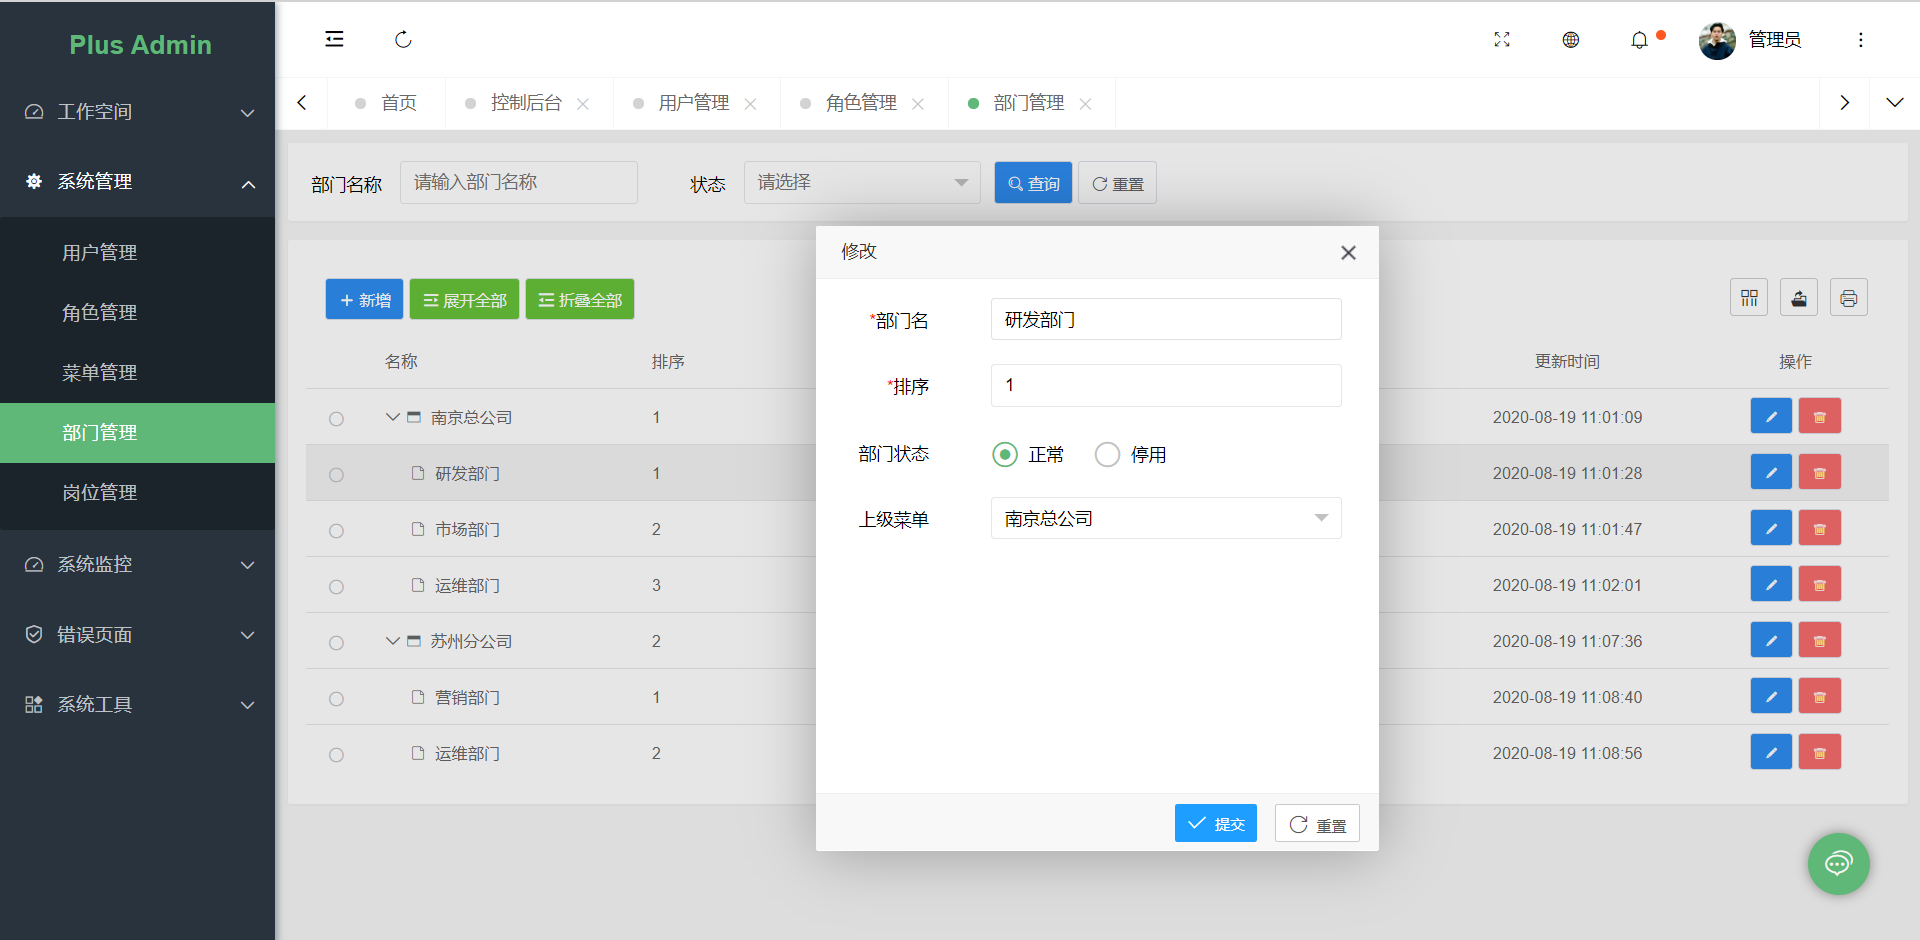 Plus Admin
管理员
工作空间
系统管理
用户管理
角色管理
菜单管理
部门管理
岗位管理
系统监控
错误页面
系统工具
首页 控制后台 用户管理 角色管理 部门管理
部门名称 请输入部门名称 状态 请选择 查询 重置
新增 展开全部 折叠全部
名称 排序 更新时间 操作
南京总公司 1 2020-08-19 11:01:09
研发部门 1 2020-08-19 11:01:28
市场部门 2 2020-08-19 11:01:47
运维部门 3 2020-08-19 11:02:01
苏州分公司 2 2020-08-19 11:07:36
营销部门 1 2020-08-19 11:08:40
运维部门 2 2020-08-19 11:08:56
修改
*部门名 研发部门
*排序 1
部门状态 正常 停用
上级菜单 南京总公司
提交 重置